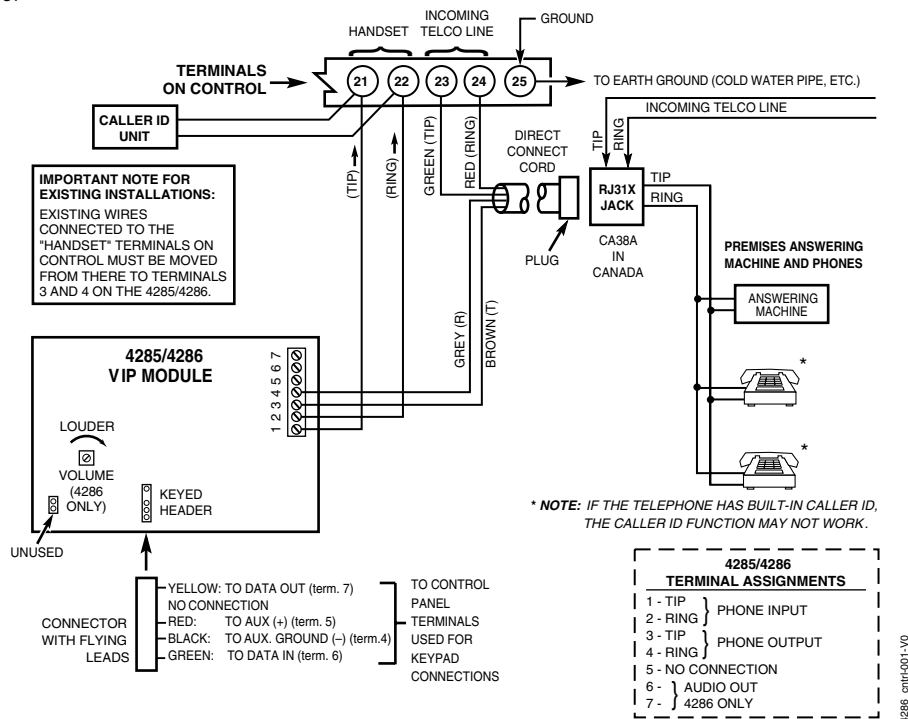 HANDSET
INCOMING
TELCO LINE
GROUND
TERMINALS
ON CONTROL
21 22 23 24 25
TO EARTH GROUND (COLD WATER PIPE, ETC.)
INCOMING TELCO LINE
CALLER ID
UNIT
(TIP)
(RING)
GREEN (TIP)
RED (RING)
DIRECT
CONNECT
CORD
TIP
RING
RJ31X
JACK
TIP
RING
PLUG
CA38A
IN
CANADA
IMPORTANT NOTE FOR
EXISTING INSTALLATIONS:
EXISTING WIRES
CONNECTED TO THE
"HANDSET" TERMINALS ON
CONTROL MUST BE MOVED
FROM THERE TO TERMINALS
3 AND 4 ON THE 4285/4286.
PREMISES ANSWERING
MACHINE AND PHONES
ANSWERING
MACHINE
*
*
GREY (R)
BROWN (T)
4285/4286
VIP MODULE
1 2 3 4 5 6 7
LOUDER
VOLUME
(4286
ONLY)
KEYED
HEADER
UNUSED
* NOTE: IF THE TELEPHONE HAS BUILT-IN CALLER ID,
THE CALLER ID FUNCTION MAY NOT WORK.
CONNECTOR
WITH FLYING
LEADS
YELLOW: TO DATA OUT (term. 7)
NO CONNECTION
RED: TO AUX (+) (term. 5)
BLACK: TO AUX. GROUND (–) (term.4)
GREEN: TO DATA IN (term. 6)
TO CONTROL
PANEL
TERMINALS
USED FOR
KEYPAD
CONNECTIONS
4285/4286
TERMINAL ASSIGNMENTS
1 - TIP
2 - RING
PHONE INPUT
3 - TIP
4 - RING
PHONE OUTPUT
5 - NO CONNECTION
6 -
7 -
AUDIO OUT
4286 ONLY